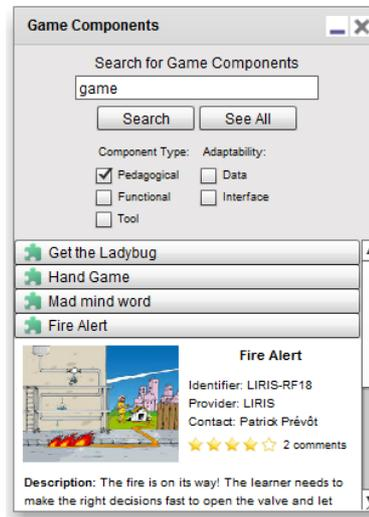 Game Components
Search for Game Components
game
Search See All
Component Type: Adaptability:
Pedagogical Data
Functional Interface
Tool
Get the Ladybug
Hand Game
Mad mind word
Fire Alert
Fire Alert
Identifier: LIRIS-RF18
Provider: LIRIS
Contact: Patrick Prévôt
2 comments
Description: The fire is on its way! The learner needs to
make the right decisions fast to open the valve and let